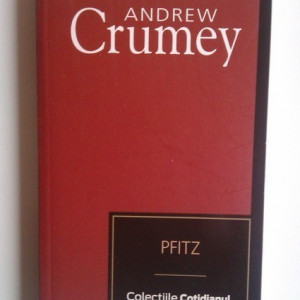 ANDREW
Crumey
PFITZ
Colecțiile Cotidianul